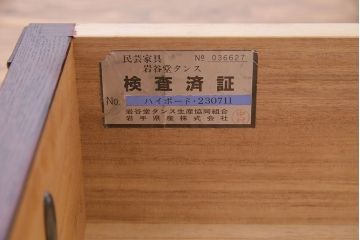 民芸家具 No 036627
岩谷堂タンス
検査済証
No. ハイボード・230711
岩谷堂タンス生産協同組合
岩手県産株式会社